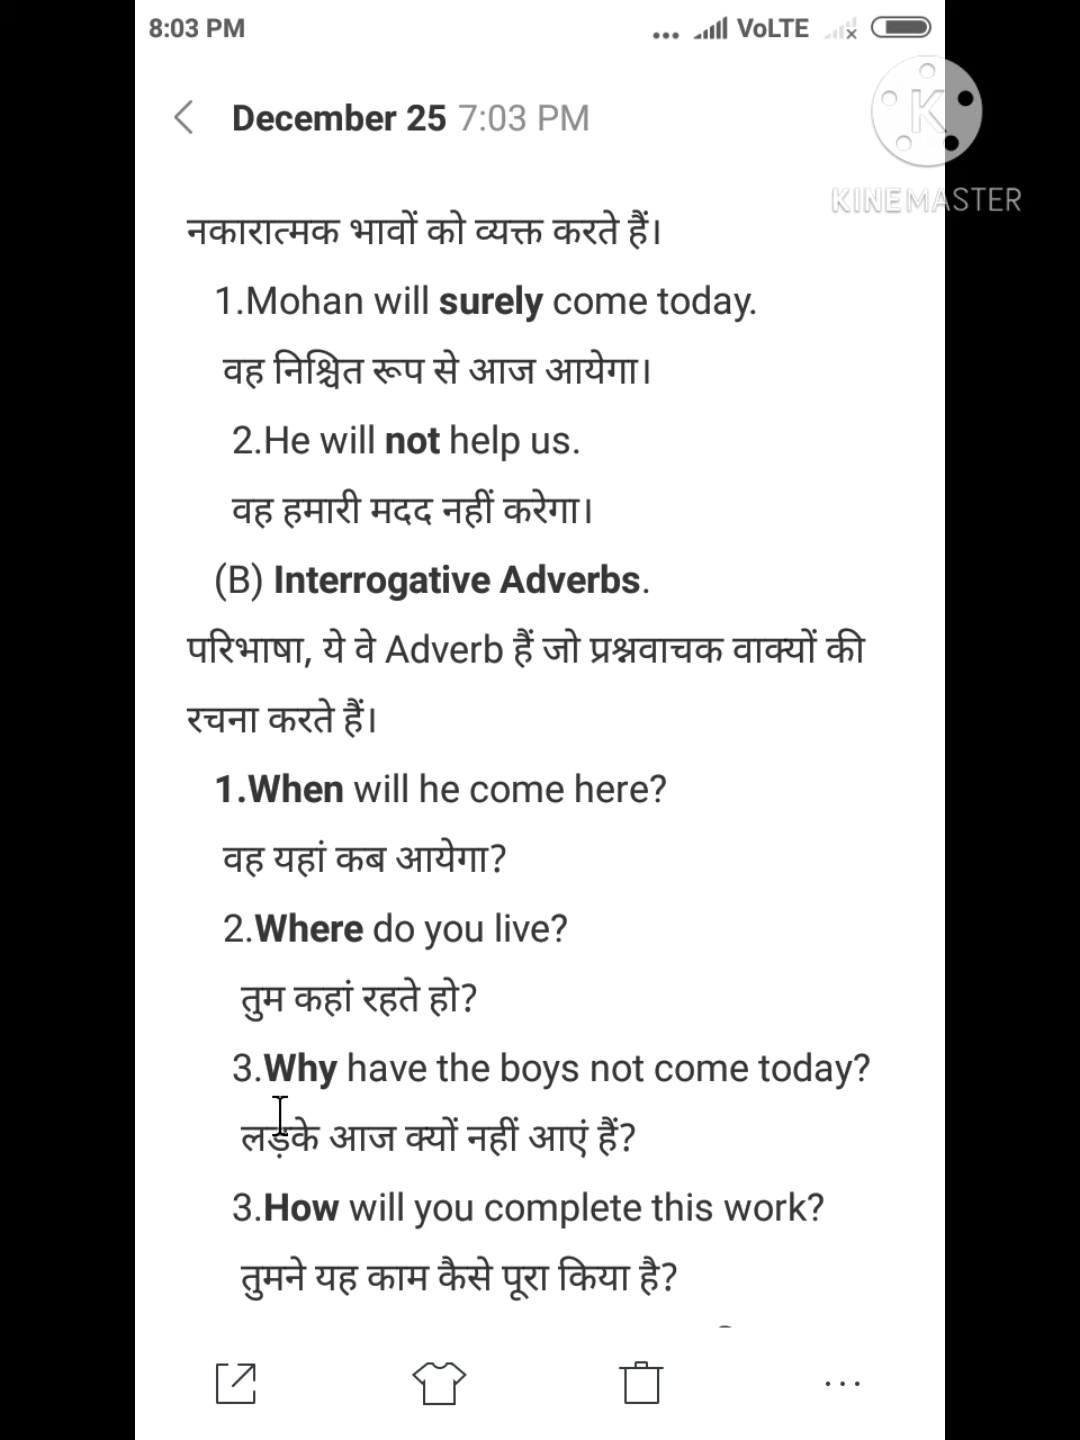 8:03 PM
... VoLTE
December 25 7:03 PM
K
KINEMASTER
नकारात्मक भावों को व्यक्त करते हैं।
1.Mohan will surely come today.
वह निश्चित रूप से आज आयेगा।
2.He will not help us.
वह हमारी मदद नहीं करेगा।
(B) Interrogative Adverbs.
परिभाषा, ये वे Adverb हैं जो प्रश्नवाचक वाक्यों की
रचना करते हैं।
1.When will he come here?
वह यहां कब आयेगा?
2.Where do you live?
तुम कहां रहते हो?
3.Why have the boys not come today?
लड़के आज क्यों नहीं आएं हैं?
3.How will you complete this work?
तुमने यह काम कैसे पूरा किया है?